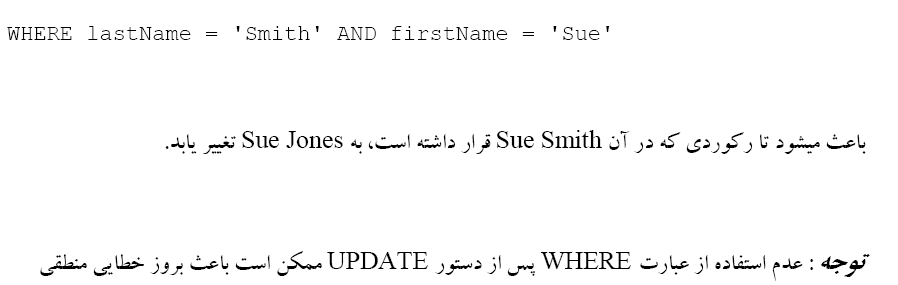 WHERE lastName = 'Smith' AND firstName = 'Sue'
باعث میشود تا رکوردی که در آن Sue Smith قرار داشته است، به Sue Jones تغییر یابد.
توجه : عدم استفاده از عبارت WHERE پس از دستور UPDATE ممکن است باعث بروز خطایی منطقی